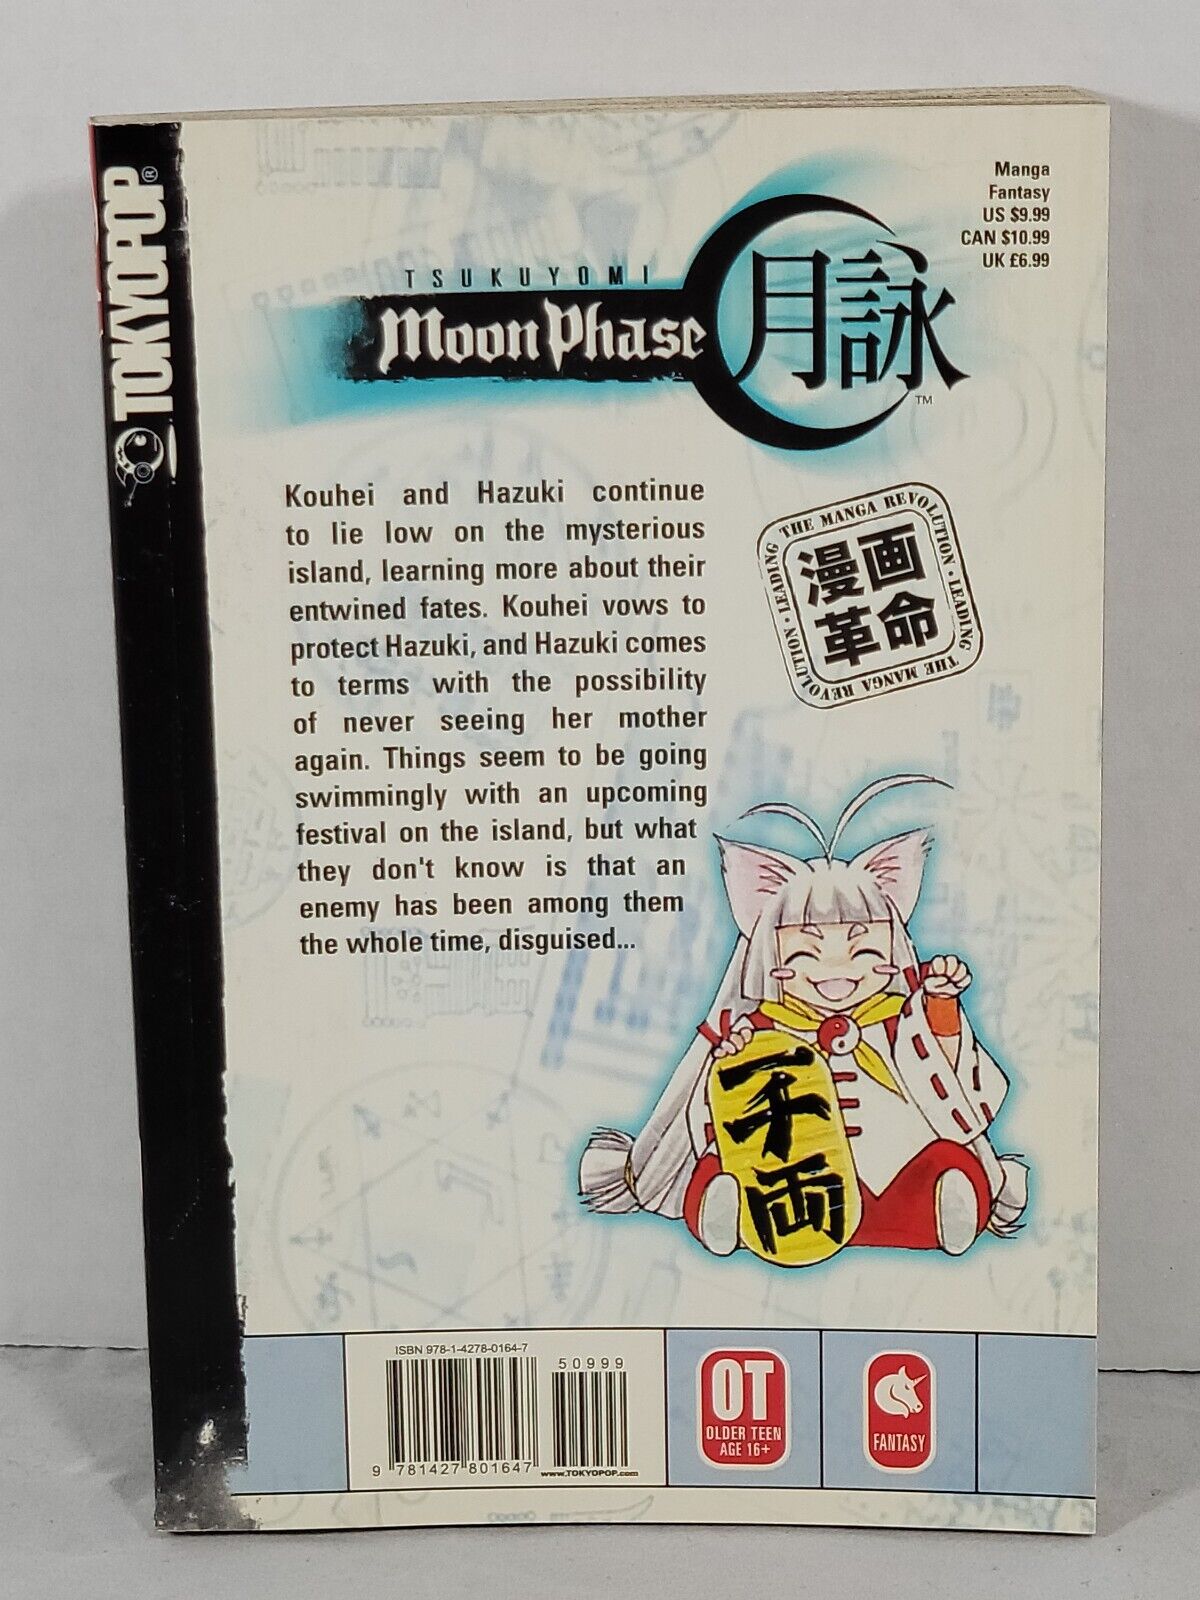 TOKYOPOP®
Manga
Fantasy
US $9.99
CAN $10.99
UK £6.99
TSUKUYOMI
Moon Phase
月詠
TM
Kouhei and Hazuki continue
to lie low on the mysterious
island, learning more about their
entwined fates. Kouhei vows to
protect Hazuki, and Hazuki comes
to terms with the possibility
of never seeing her mother
again. Things seem to be going
swimmingly with an upcoming
festival on the island, but what
they don't know is that an
enemy has been among them
the whole time, disguised...
LEADING THE MANGA REVOLUTION · LEADING THE MANGA REVOLUTION ·
漫画
革命
一千両
ISBN 978-1-4278-0164-7
50999
9 781427 801647
www.TOKYOPOP.com
OT
OLDER TEEN
AGE 16+
FANTASY